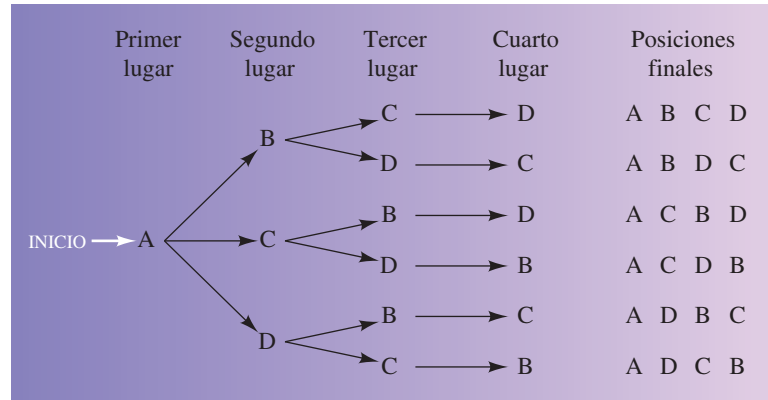 Primer lugar Segundo lugar Tercer lugar Cuarto lugar Posiciones finales
C D A B C D
B
D C A B D C
B D A C B D
INICIO A C
D B A C D B
B C A D B C
D
C B A D C B